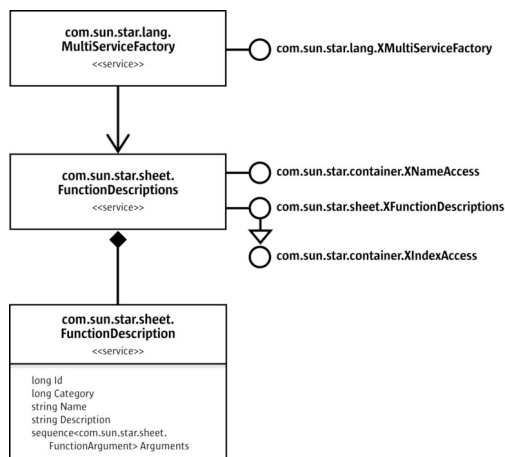 com.sun.star.lang.
MultiServiceFactory
<<service>>
com.sun.star.lang.XMultiServiceFactory
com.sun.star.sheet.
FunctionDescriptions
<<service>>
com.sun.star.container.XNameAccess
com.sun.star.sheet.XFunctionDescriptions
com.sun.star.container.XIndexAccess
com.sun.star.sheet.
FunctionDescription
<<service>>
long Id
long Category
string Name
string Description
sequence<com.sun.star.sheet.
FunctionArgument> Arguments